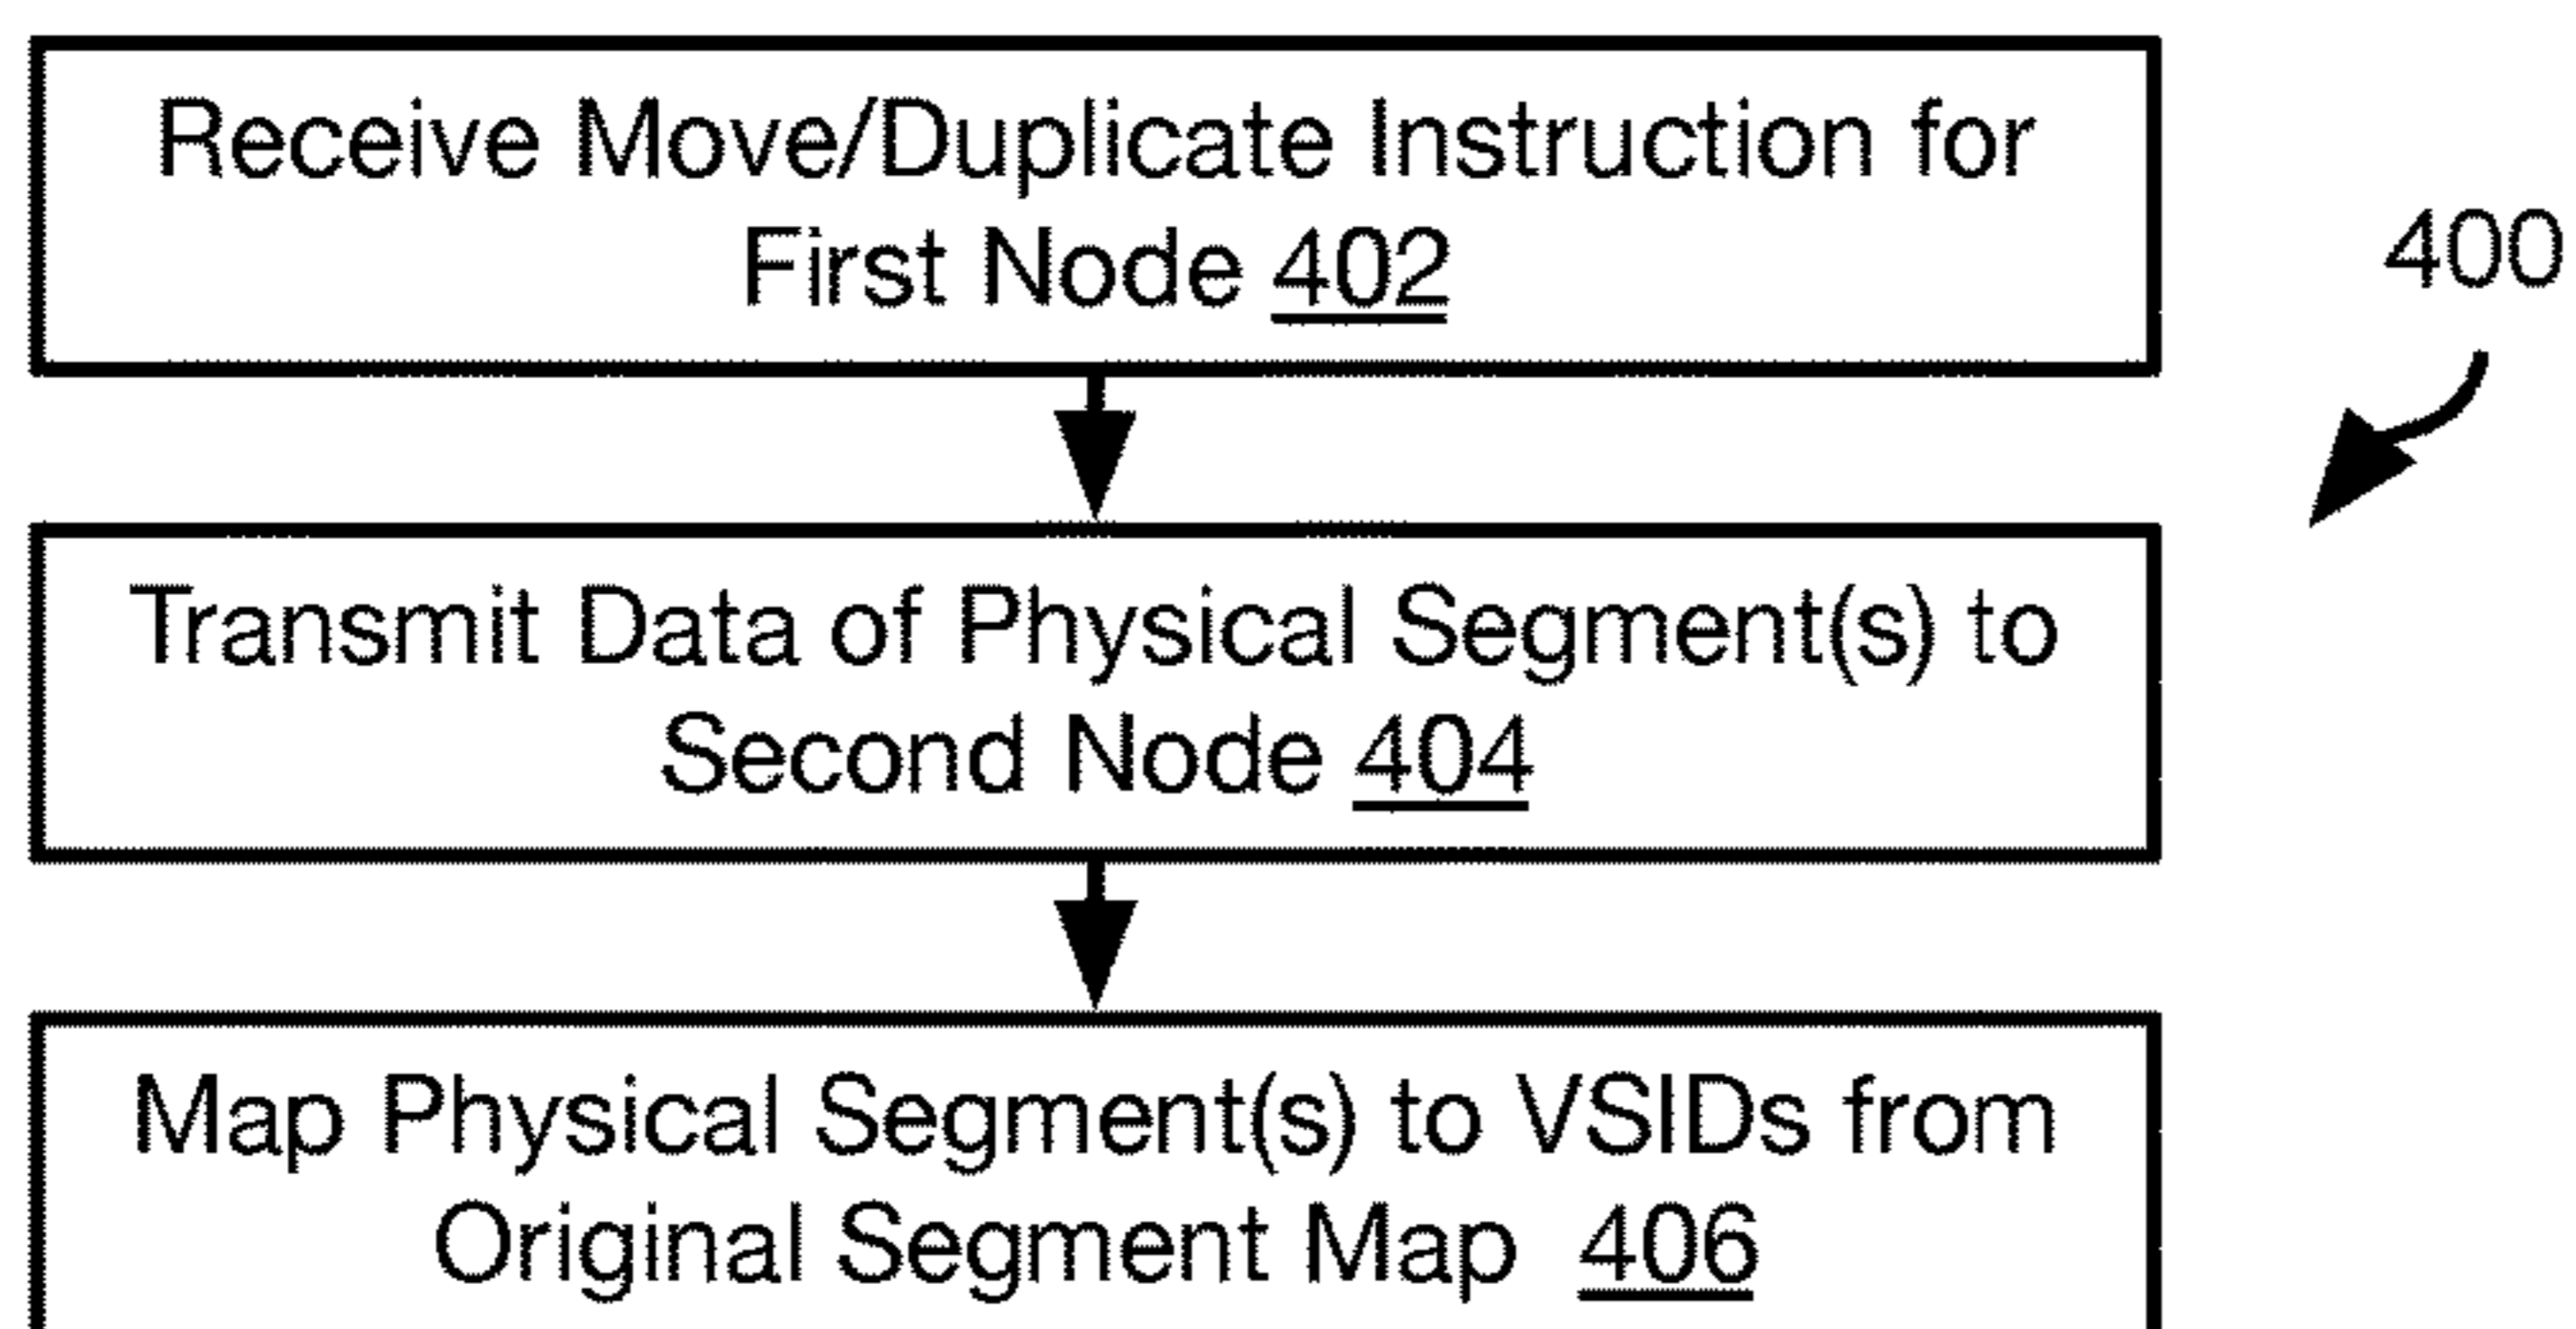 Receive Move/Duplicate Instruction for
First Node 402
400
Transmit Data of Physical Segment(s) to
Second Node 404
Map Physical Segment(s) to VSIDs from
Original Segment Map 406